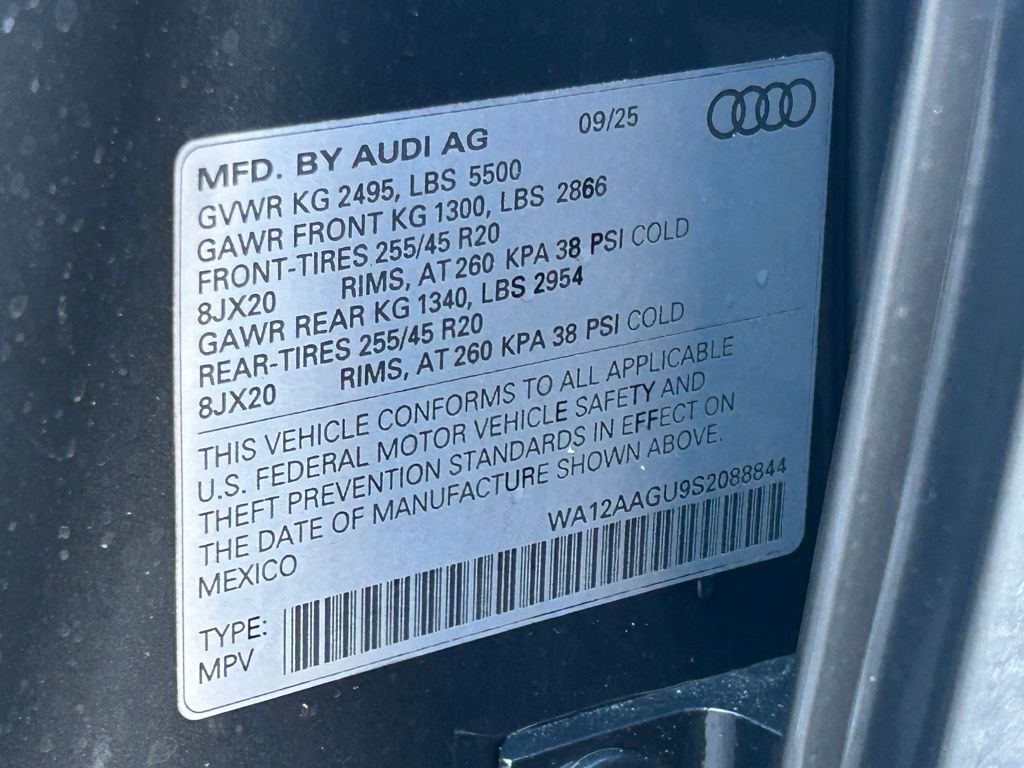 MFD. BY AUDI AG 09/25
GVWR KG 2495, LBS 5500
GAWR FRONT KG 1300, LBS 2866
FRONT-TIRES 255/45 R20
8JX20 RIMS, AT 260 KPA 38 PSI COLD
GAWR REAR KG 1340, LBS 2954
REAR-TIRES 255/45 R20
8JX20 RIMS, AT 260 KPA 38 PSI COLD
THIS VEHICLE CONFORMS TO ALL APPLICABLE
U.S. FEDERAL MOTOR VEHICLE SAFETY AND
THEFT PREVENTION STANDARDS IN EFFECT ON
THE DATE OF MANUFACTURE SHOWN ABOVE.
MEXICO WA12AAGU9S2088844
TYPE:
MPV